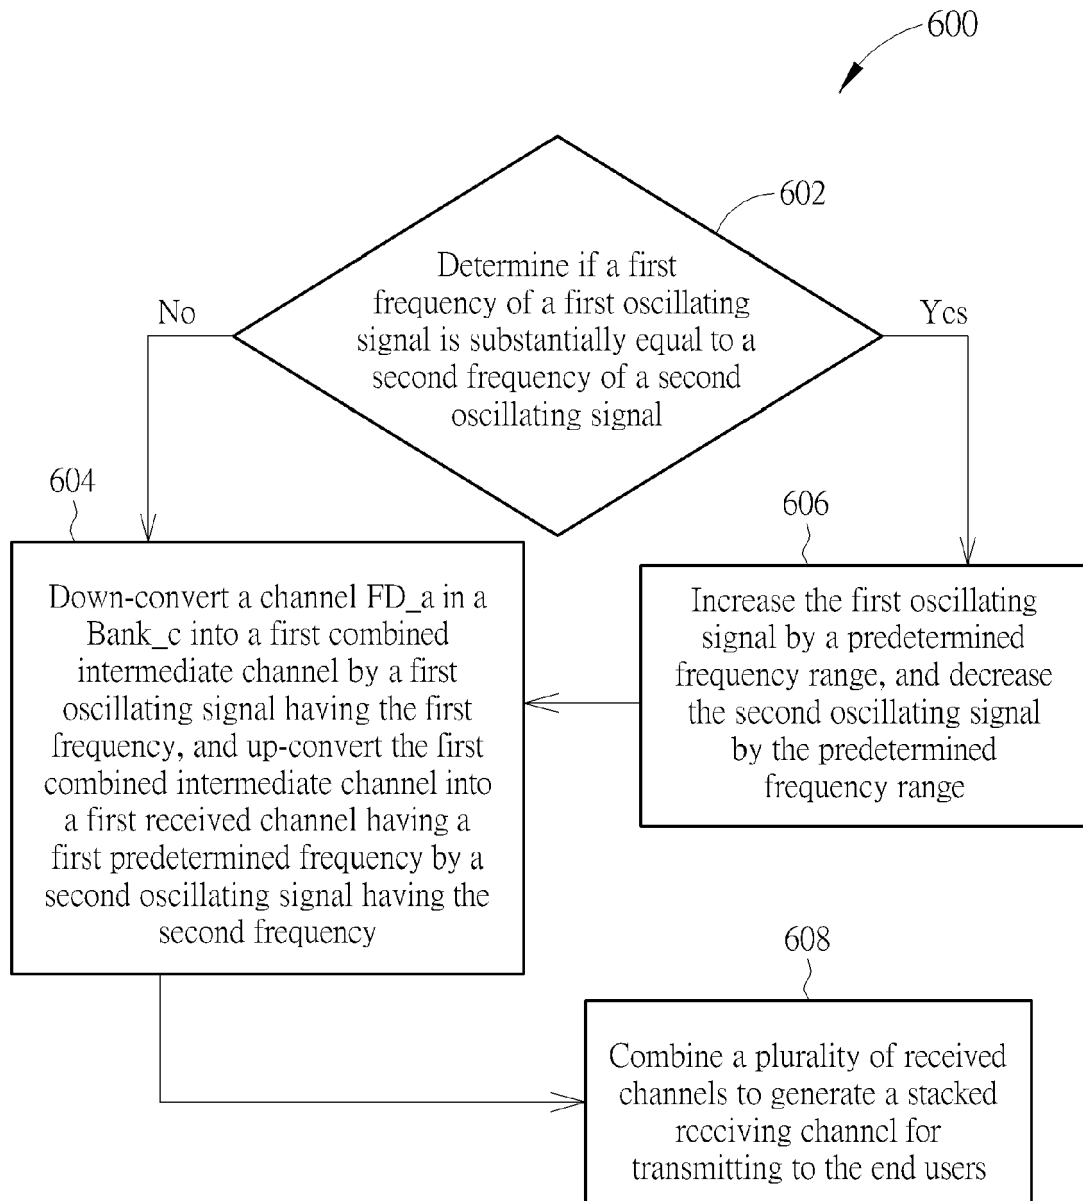 600
602
Determine if a first
frequency of a first oscillating
signal is substantially equal to a
second frequency of a second
oscillating signal
No
Yes
604
Down-convert a channel FD_a in a
Bank_c into a first combined
intermediate channel by a first
oscillating signal having the first
frequency, and up-convert the first
combined intermediate channel into
a first received channel having a
first predetermined frequency by a
second oscillating signal having the
second frequency
606
Increase the first oscillating
signal by a predetermined
frequency range, and decrease
the second oscillating signal
by the predetermined
frequency range
608
Combine a plurality of received
channels to generate a stacked
receiving channel for
transmitting to the end users